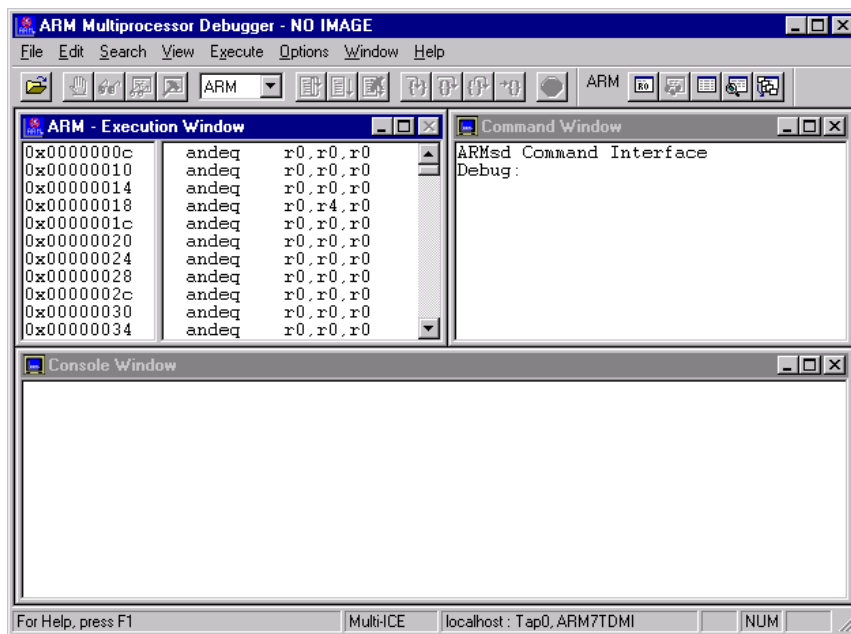 ARM Multiprocessor Debugger - NO IMAGE
File Edit Search View Execute Options Window Help
ARM
ARM
ARM - Execution Window
0x0000000c andeq r0,r0,r0
0x00000010 andeq r0,r0,r0
0x00000014 andeq r0,r0,r0
0x00000018 andeq r0,r4,r0
0x0000001c andeq r0,r0,r0
0x00000020 andeq r0,r0,r0
0x00000024 andeq r0,r0,r0
0x00000028 andeq r0,r0,r0
0x0000002c andeq r0,r0,r0
0x00000030 andeq r0,r0,r0
0x00000034 andeq r0,r0,r0
Command Window
ARMsd Command Interface
Debug:
Console Window
For Help, press F1 Multi-ICE localhost : Tap0, ARM7TDMI NUM